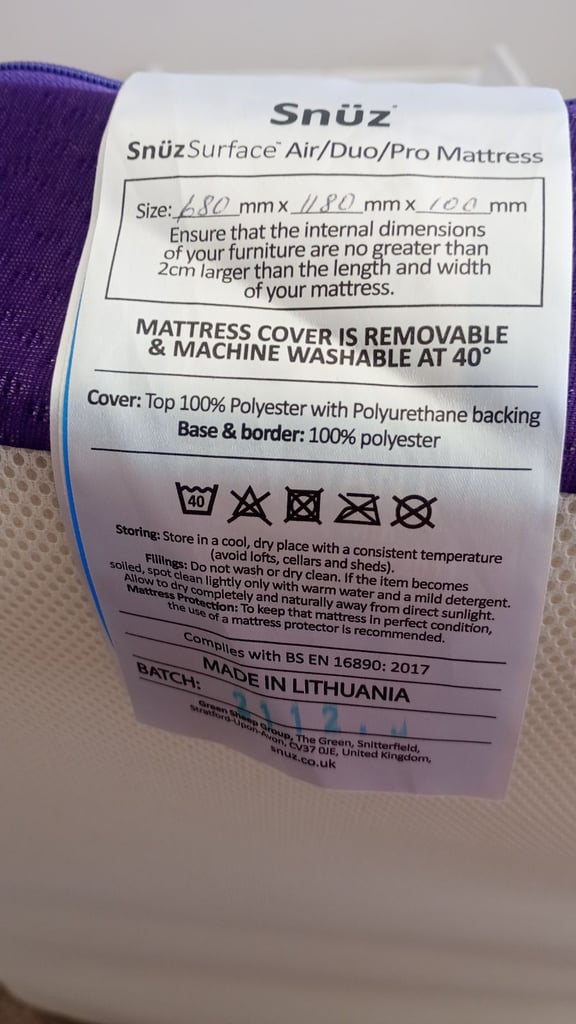 Snüz
SnüzSurface™ Air/Duo/Pro Mattress
Size: 680 mm x 1180 mm x 100 mm
Ensure that the internal dimensions
of your furniture are no greater than
2cm larger than the length and width
of your mattress.
MATTRESS COVER IS REMOVABLE
& MACHINE WASHABLE AT 40°
Cover: Top 100% Polyester with Polyurethane backing
Base & border: 100% polyester
40
Storing: Store in a cool, dry place with a consistent temperature
(avoid lofts, cellars and sheds).
Fillings: Do not wash or dry clean. If the item becomes
soiled, spot clean lightly only with warm water and a mild detergent.
Allow to dry completely and naturally away from direct sunlight.
Mattress Protection: To keep that mattress in perfect condition,
the use of a mattress protector is recommended.
Complies with BS EN 16890: 2017
MADE IN LITHUANIA
BATCH:
Green Sheep Group, The Green, Snitterfield,
Stratford-Upon-Avon, CV37 0JE, United Kingdom,
snuz.co.uk